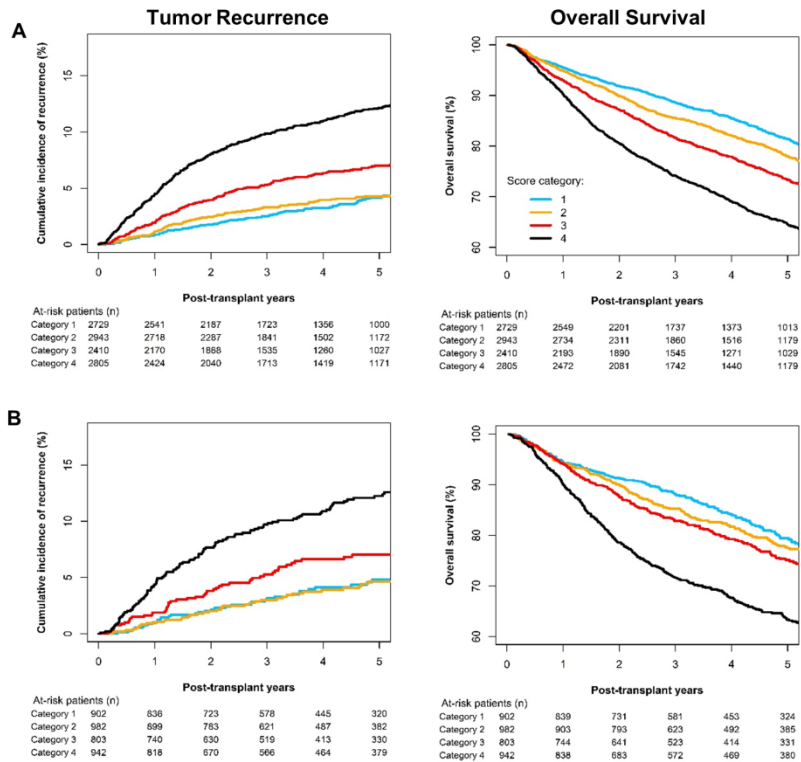 Tumor Recurrence
Overall Survival
A
Cumulative incidence of recurrence (%)
15
10
5
0
0 1 2 3 4 5
Post-transplant years
At-risk patients (n)
Category 1 2729 2541 2187 1723 1356 1000
Category 2 2943 2718 2287 1841 1502 1172
Category 3 2410 2170 1868 1535 1260 1027
Category 4 2805 2424 2040 1713 1419 1171
Overall survival (%)
100
90
80
70
60
Score category:
1
2
3
4
0 1 2 3 4 5
Post-transplant years
At-risk patients (n)
Category 1 2729 2549 2201 1737 1373 1013
Category 2 2943 2734 2311 1860 1516 1179
Category 3 2410 2193 1890 1545 1271 1029
Category 4 2805 2472 2081 1742 1440 1179
B
Cumulative incidence of recurrence (%)
15
10
5
0
0 1 2 3 4 5
Post-transplant years
At-risk patients (n)
Category 1 902 836 723 578 445 320
Category 2 982 899 763 621 487 382
Category 3 803 740 630 519 413 330
Category 4 942 818 670 566 464 379
Overall survival (%)
100
90
80
70
60
0 1 2 3 4 5
Post-transplant years
At-risk patients (n)
Category 1 902 839 731 581 453 324
Category 2 982 903 793 623 492 385
Category 3 803 744 641 523 414 331
Category 4 942 838 683 572 469 380